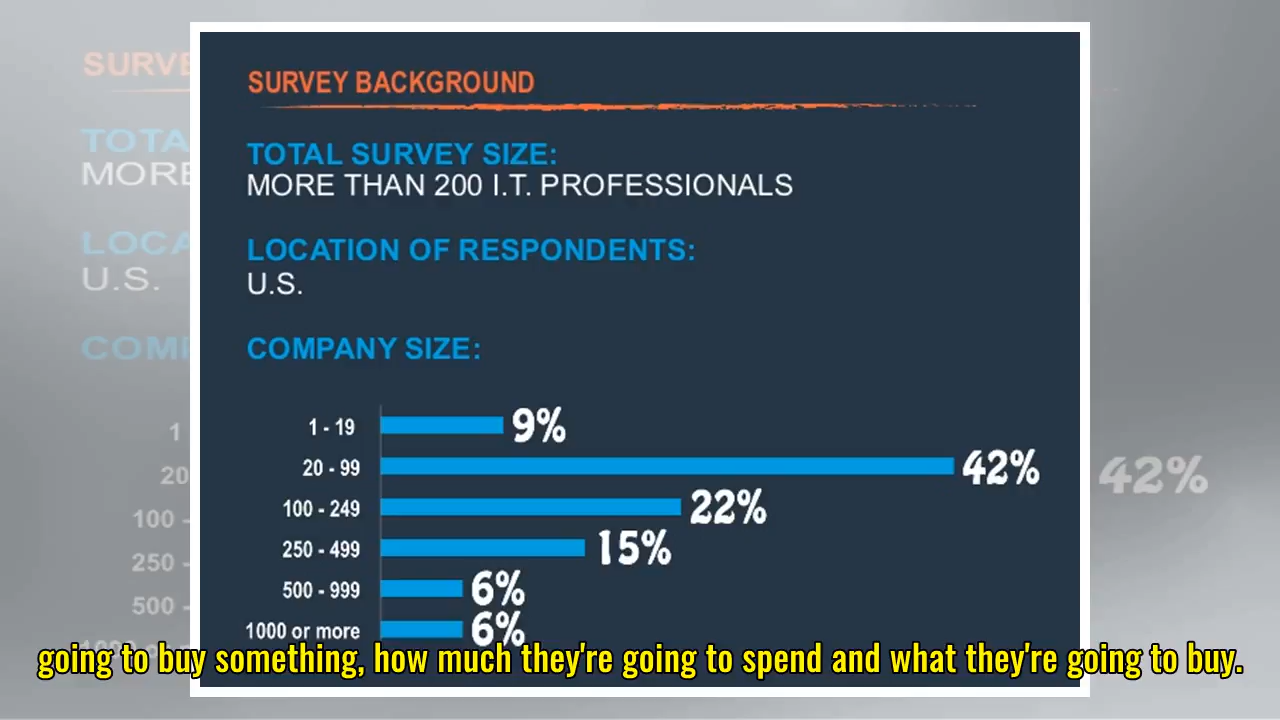 SURVEY BACKGROUND
TOTAL SURVEY SIZE:
MORE THAN 200 I.T. PROFESSIONALS
LOCATION OF RESPONDENTS:
U.S.
COMPANY SIZE:
1 - 19 9%
20 - 99 42%
100 - 249 22%
250 - 499 15%
500 - 999 6%
1000 or more 6%
going to buy something, how much they're going to spend and what they're going to buy.